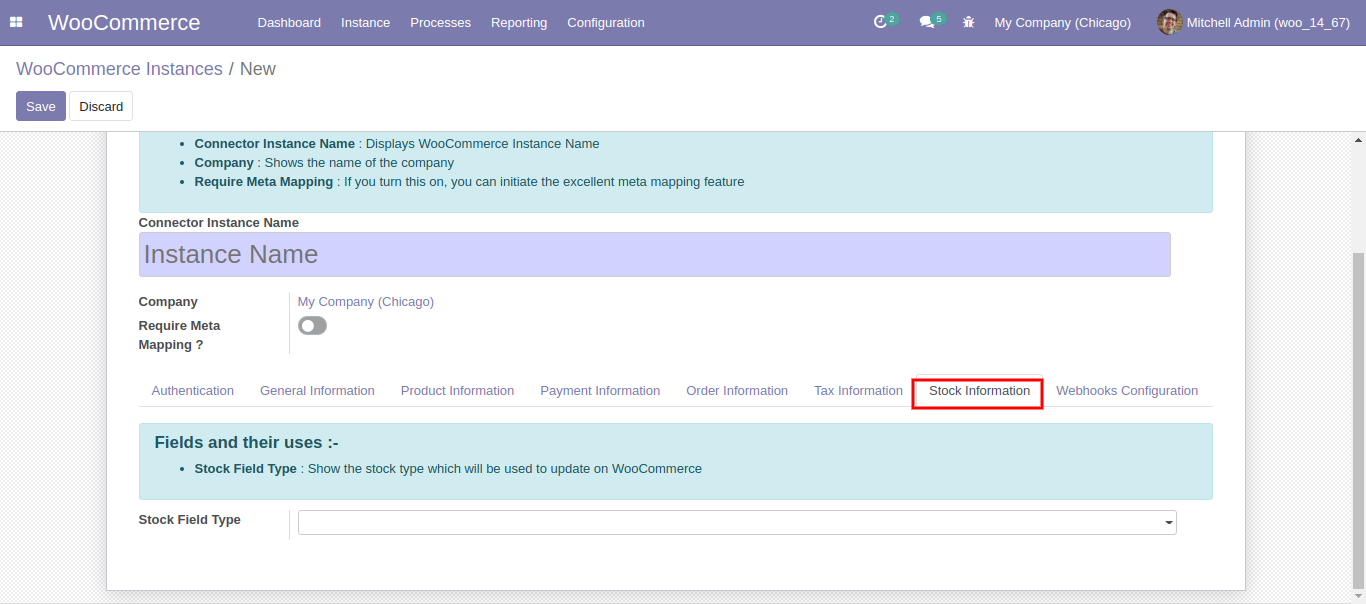 WooCommerce Dashboard Instance Processes Reporting Configuration 2 5 My Company (Chicago) Mitchell Admin (woo_14_67)
WooCommerce Instances / New
Save Discard
• Connector Instance Name : Displays WooCommerce Instance Name
• Company : Shows the name of the company
• Require Meta Mapping : If you turn this on, you can initiate the excellent meta mapping feature
Connector Instance Name
Instance Name
Company My Company (Chicago)
Require Meta
Mapping ?
Authentication General Information Product Information Payment Information Order Information Tax Information Stock Information Webhooks Configuration
Fields and their uses :-
• Stock Field Type : Show the stock type which will be used to update on WooCommerce
Stock Field Type